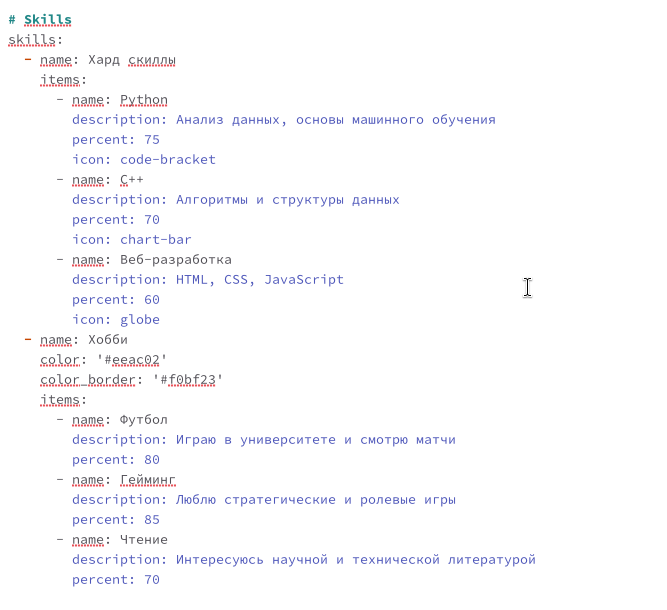 # Skills
skills:
  - name: Хард скиллы
    items:
      - name: Python
        description: Анализ данных, основы машинного обучения
        percent: 75
        icon: code-bracket
      - name: C++
        description: Алгоритмы и структуры данных
        percent: 70
        icon: chart-bar
      - name: Веб-разработка
        description: HTML, CSS, JavaScript
        percent: 60
        icon: globe
  - name: Хобби
    color: '#eeac02'
    color_border: '#f0bf23'
    items:
      - name: Футбол
        description: Играю в университете и смотрю матчи
        percent: 80
      - name: Гейминг
        description: Люблю стратегические и ролевые игры
        percent: 85
      - name: Чтение
        description: Интересуюсь научной и технической литературой
        percent: 70